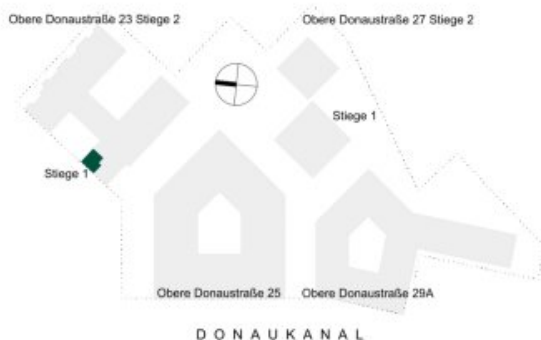 Obere Donaustraße 23 Stiege 2
Obere Donaustraße 27 Stiege 2
Stiege 1
Stiege 1
Obere Donaustraße 25
Obere Donaustraße 29A
DONAUKANAL